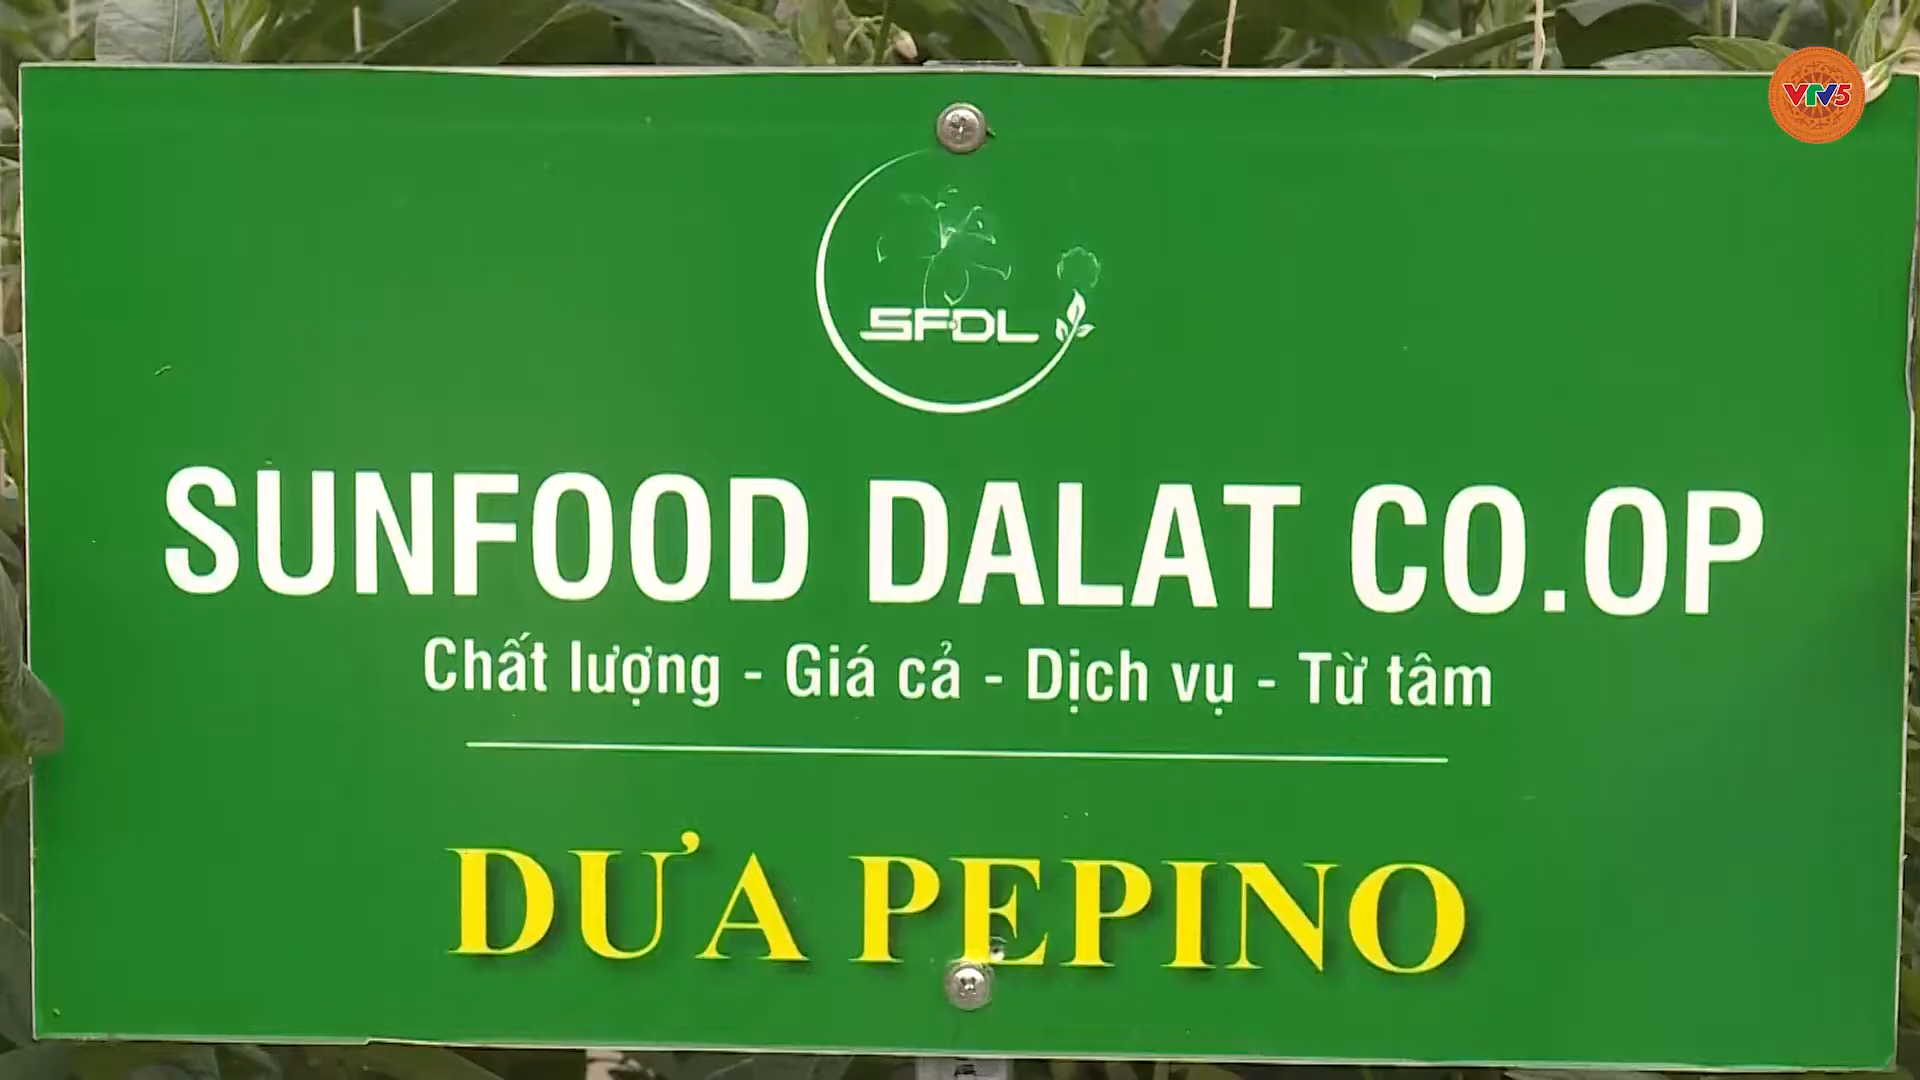 VTV5
SFDL
SUNFOOD DALAT CO.OP
Chất lượng - Giá cả - Dịch vụ - Từ tâm
DƯA PEPINO